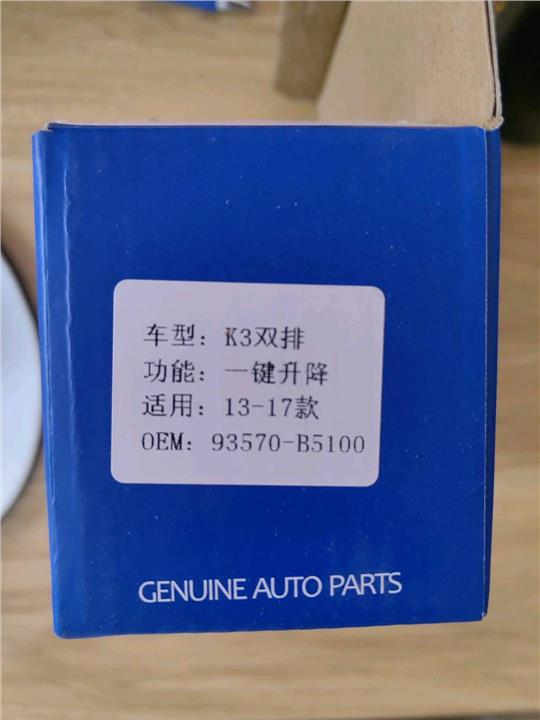 车型: K3双排
功能: 一键升降
适用: 13-17款
OEM: 93570-B5100
GENUINE AUTO PARTS